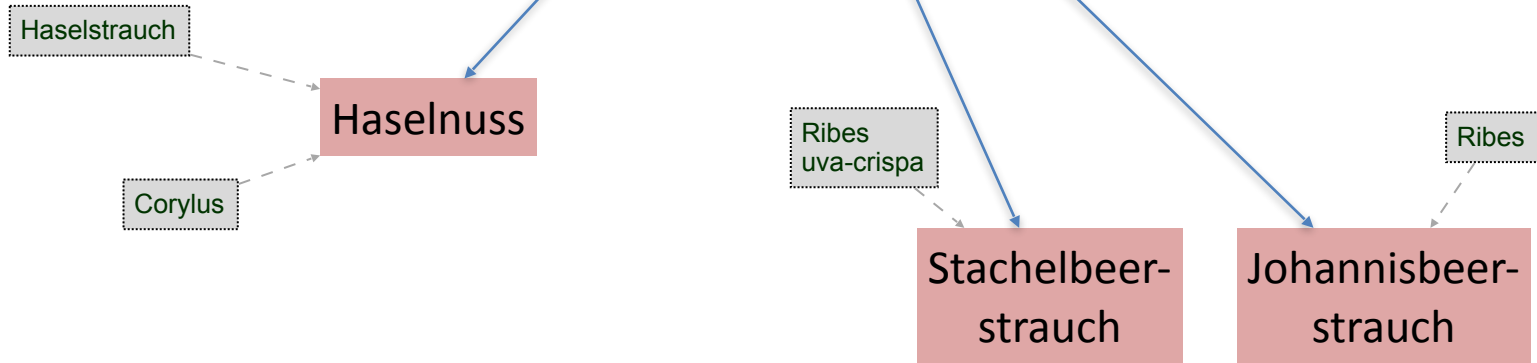 Haselstrauch
Haselnuss
Corylus
Ribes
uva-crispa
Ribes
Stachelbeer-
strauch
Johannisbeer-
strauch